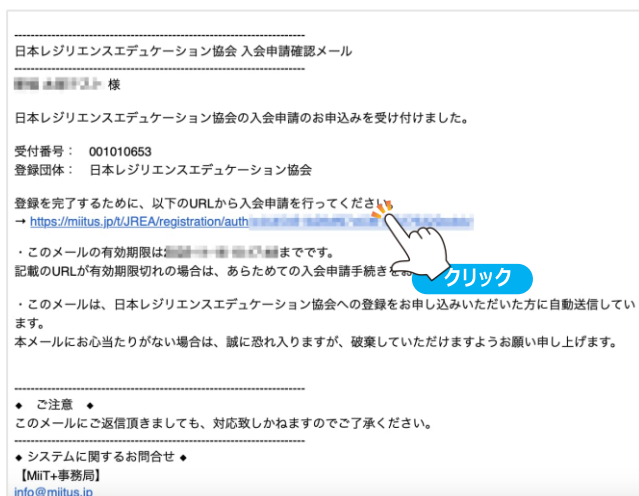 ------------------------------------------------------------------------
日本レジリエンスエデュケーション協会 入会申請確認メール
------------------------------------------------------------------------
様
日本レジリエンスエデュケーション協会の入会申請のお申込みを受け付けました。
受付番号： 001010653
登録団体： 日本レジリエンスエデュケーション協会
登録を完了するために、以下のURLから入会申請を行ってください。
→ https://miitus.jp/t/JREA/registration/auth
・このメールの有効期限は までです。
記載のURLが有効期限切れの場合は、あらためての入会申請手続きを
クリック
・このメールは、日本レジリエンスエデュケーション協会への登録をお申し込みいただいた方に自動送信してい
ます。
本メールにお心当たりがない場合は、誠に恐れ入りますが、破棄していただけますようお願い申し上げます。
------------------------------------------------------------------------
◆ ご注意 ◆
このメールにご返信頂きましても、対応致しかねますのでご了承ください。
------------------------------------------------------------------------
◆ システムに関するお問合せ ◆
【MiiT+事務局】
info@miitus.jp